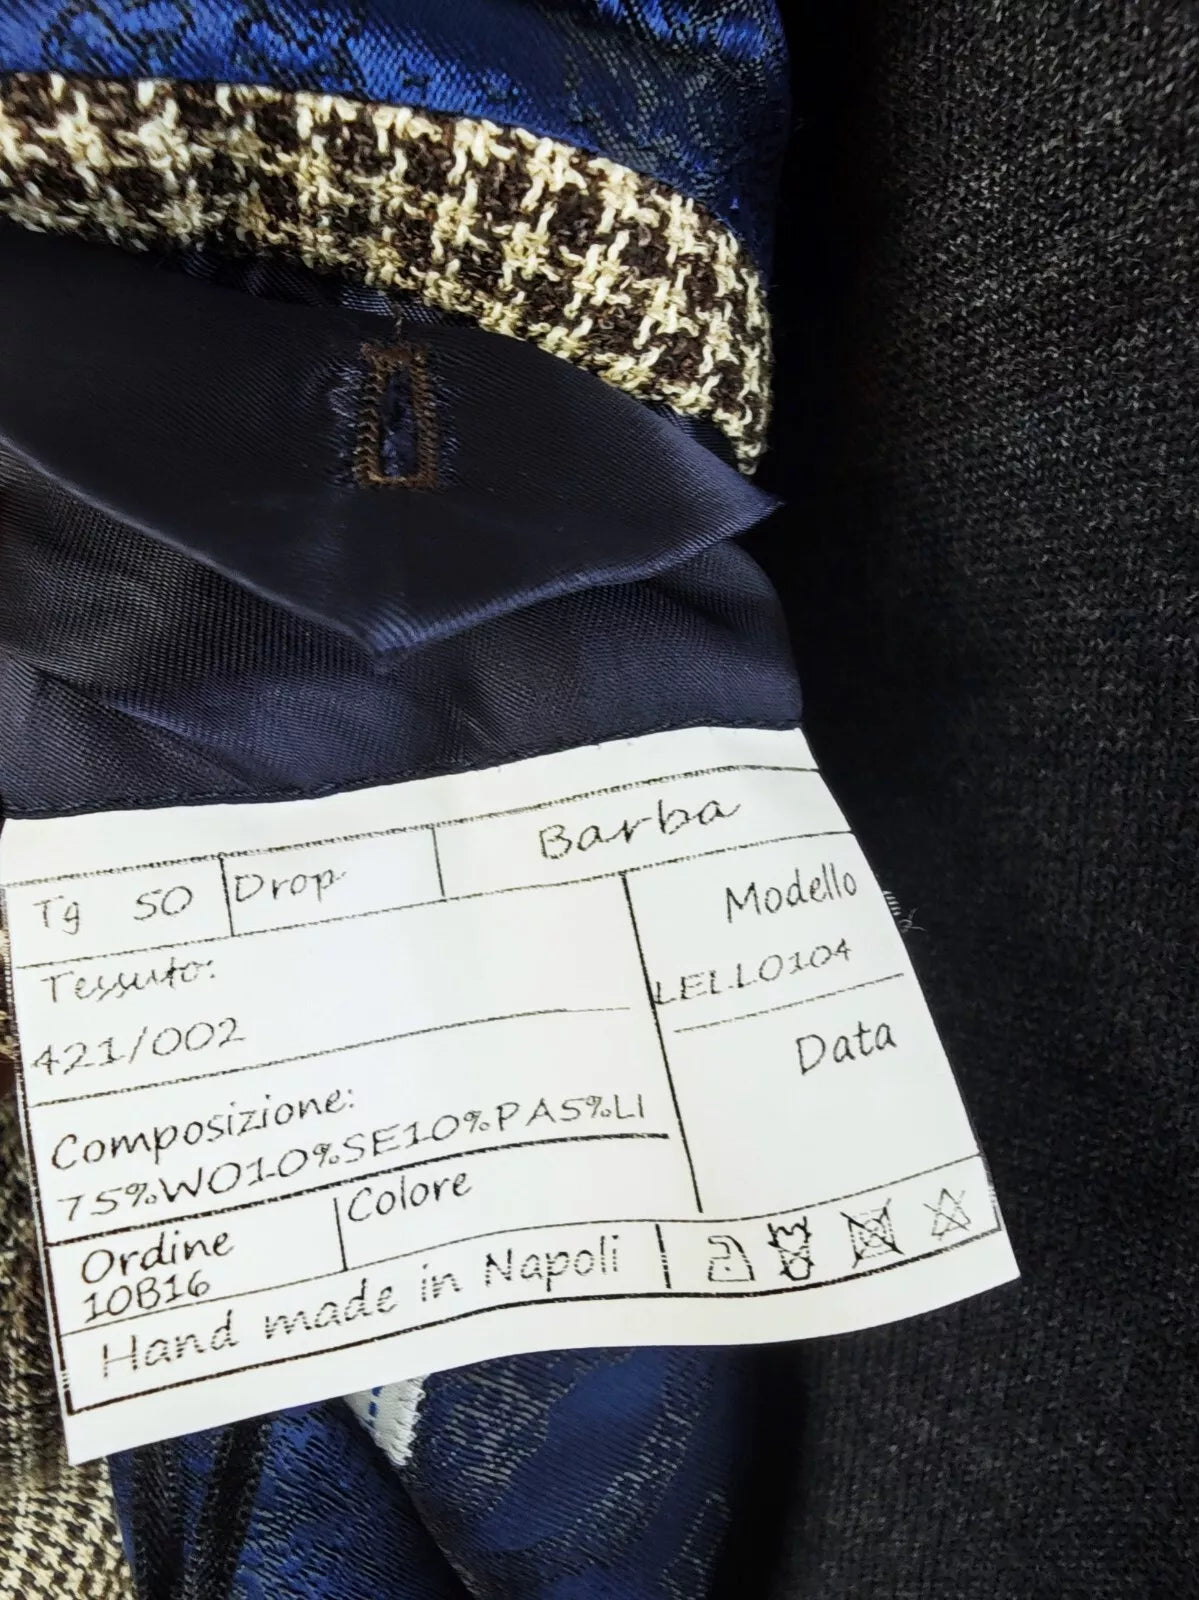 Tg 50 Drop Barba
Tessuto:
421/002
Modello
LELLO104
Data
Composizione:
75%WO10%SE10%PA5%LI
Ordine
10B16
Colore
Hand made in Napoli